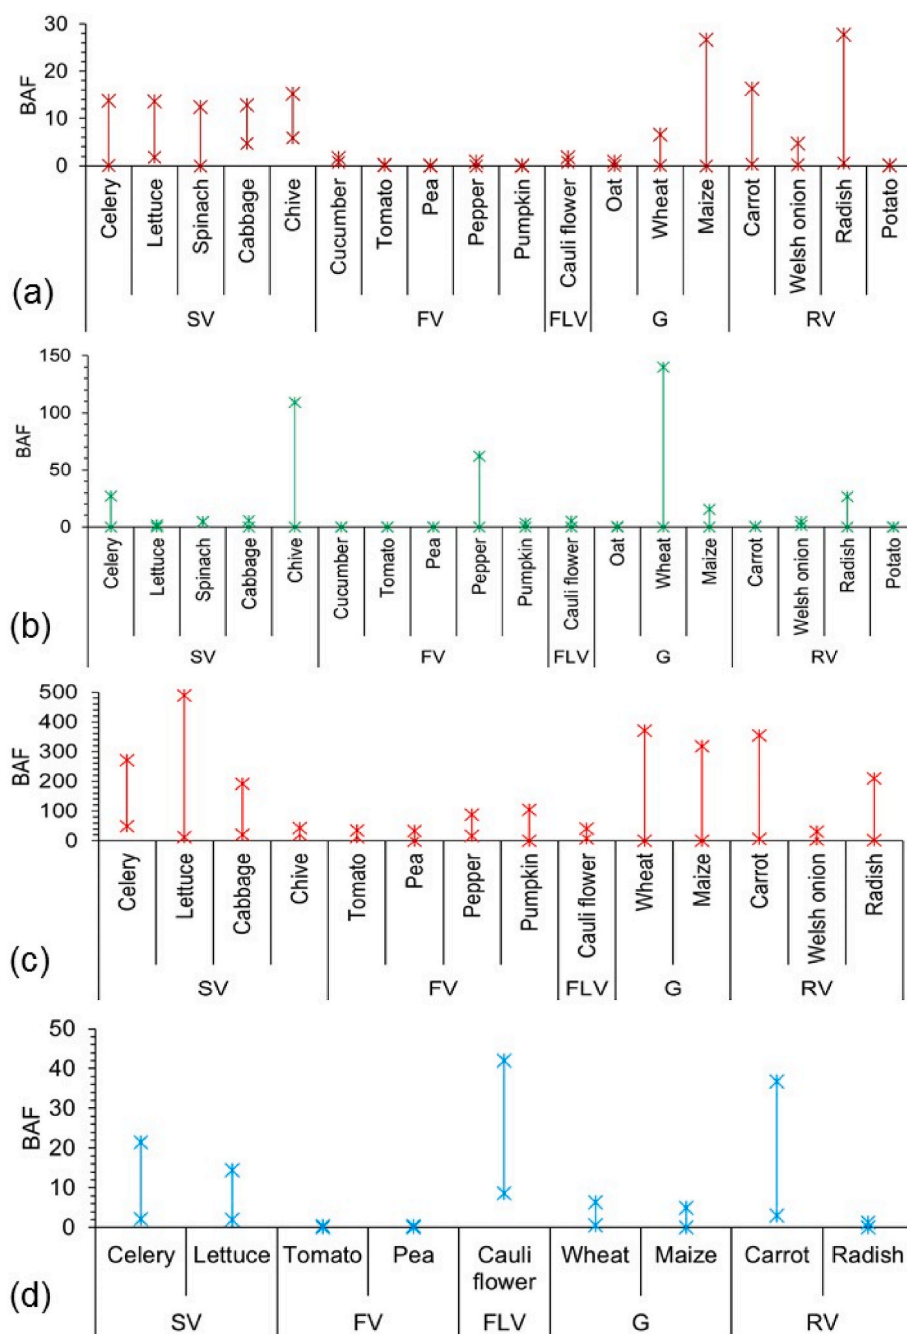 30
20
10
0
BAF
Celery
Lettuce
Spinach
Cabbage
Chive
Cucumber
Tomato
Pea
Pepper
Pumpkin
Cauli flower
Oat
Wheat
Maize
Carrot
Welsh onion
Radish
Potato
SV FV FLV G RV
(a)
150
100
50
0
BAF
Celery
Lettuce
Spinach
Cabbage
Chive
Cucumber
Tomato
Pea
Pepper
Pumpkin
Cauli flower
Oat
Wheat
Maize
Carrot
Welsh onion
Radish
Potato
SV FV FLV G RV
(b)
500
400
300
200
100
0
BAF
Celery
Lettuce
Cabbage
Chive
Tomato
Pea
Pepper
Pumpkin
Cauli flower
Wheat
Maize
Carrot
Welsh onion
Radish
SV FV FLV G RV
(c)
50
40
30
20
10
0
BAF
Celery Lettuce Tomato Pea Cauli Wheat Maize Carrot Radish
flower
SV FV FLV G RV
(d)